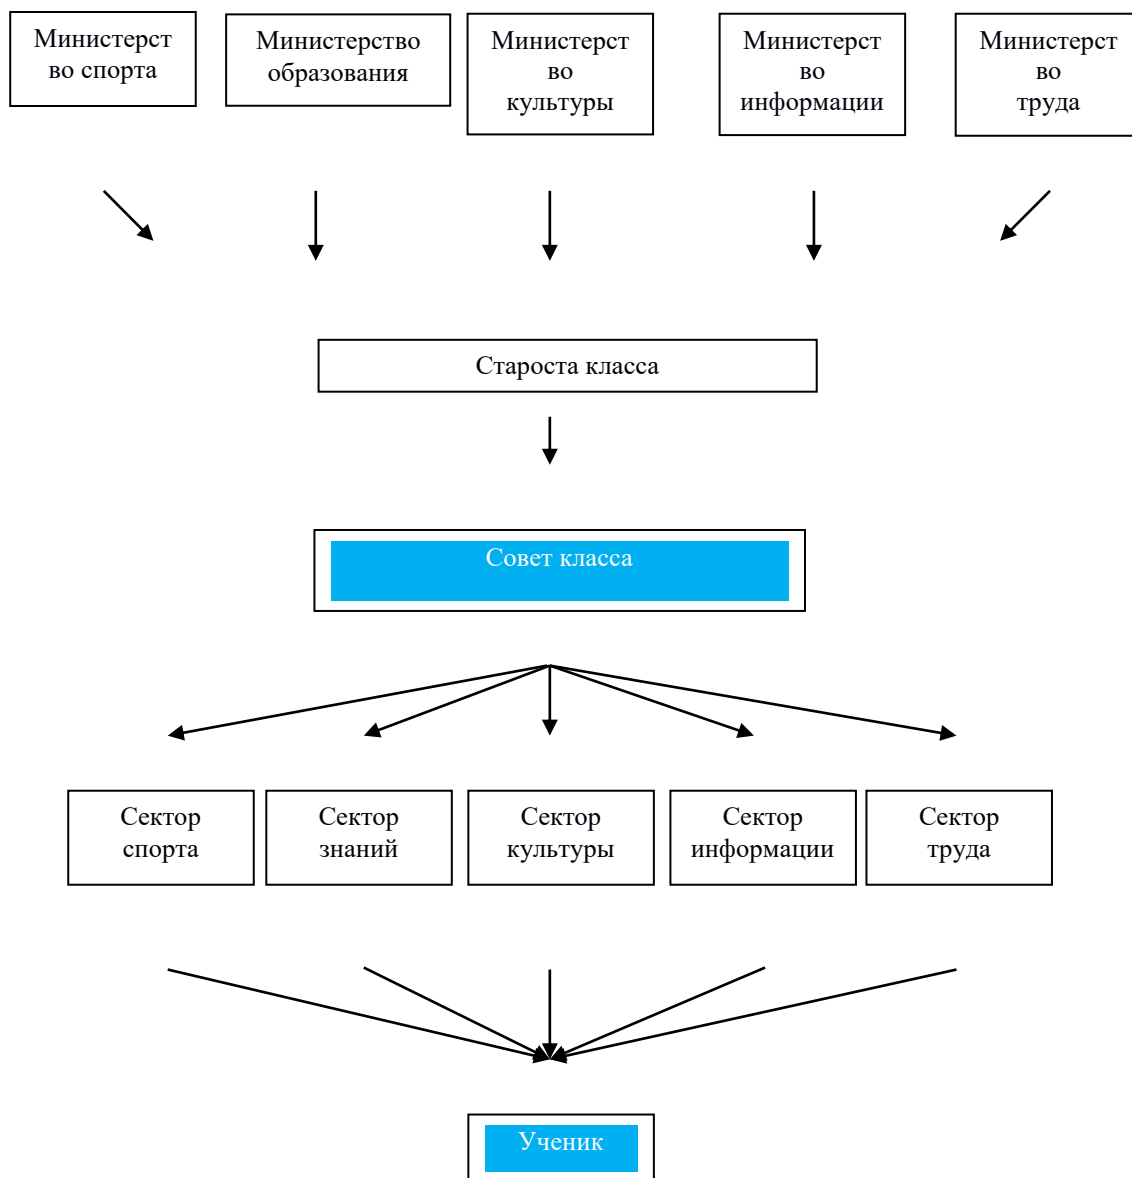 Министерст
во спорта
Министерство
образования
Министерст
во
культуры
Министерст
во
информации
Министерст
во
труда
Староста класса
Совет класса
Сектор
спорта
Сектор
знаний
Сектор
культуры
Сектор
информации
Сектор
труда
Ученик